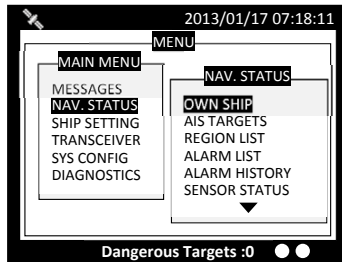 2013/01/17 07:18:11
MENU
MAIN MENU
MESSAGES
NAV. STATUS
SHIP SETTING
TRANSCEIVER
SYS CONFIG
DIAGNOSTICS
NAV. STATUS
OWN SHIP
AIS TARGETS
REGION LIST
ALARM LIST
ALARM HISTORY
SENSOR STATUS
Dangerous Targets :0